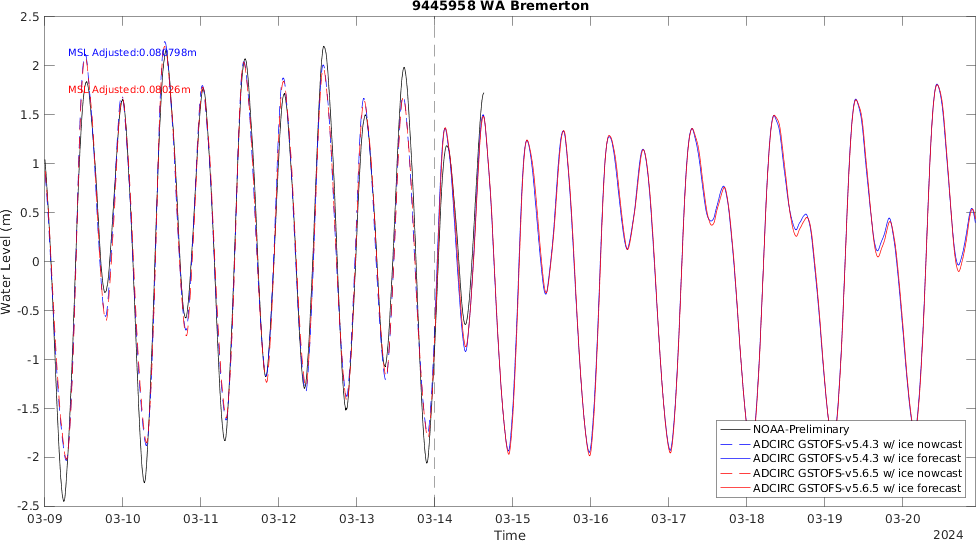 9445958 WA Bremerton
MSL Adjusted:0.080798m
MSL Adjusted:0.08026m
2.5
2
1.5
1
0.5
0
-0.5
-1
-1.5
-2
-2.5
Water Level (m)
NOAA-Preliminary
ADCIRC GSTOFS-v5.4.3 w/ ice nowcast
ADCIRC GSTOFS-v5.4.3 w/ ice forecast
ADCIRC GSTOFS-v5.6.5 w/ ice nowcast
ADCIRC GSTOFS-v5.6.5 w/ ice forecast
03-09 03-10 03-11 03-12 03-13 03-14 03-15 03-16 03-17 03-18 03-19 03-20
Time
2024